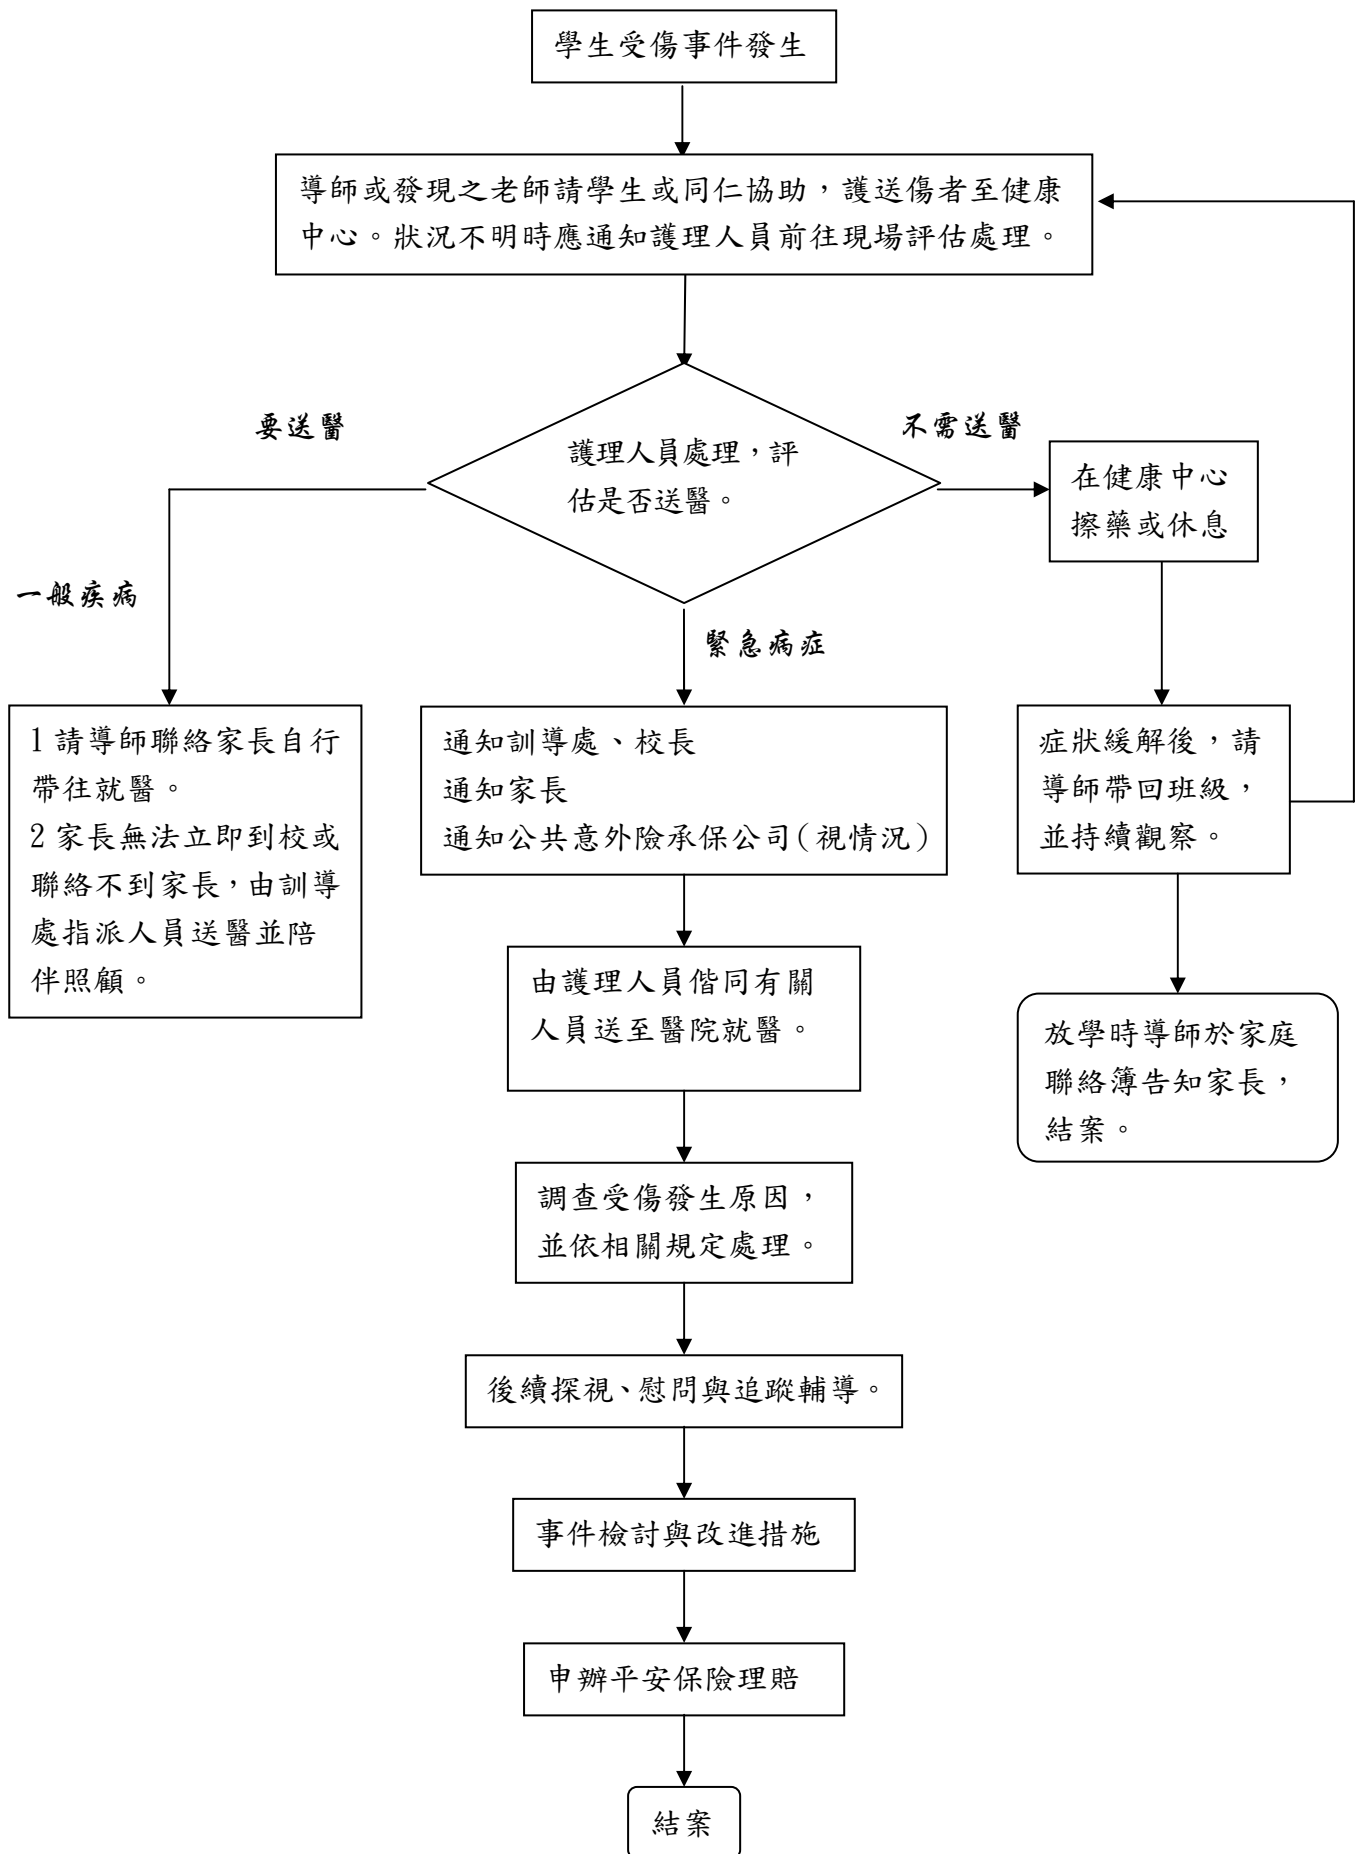 學生受傷事件發生
導師或發現之老師請學生或同仁協助，護送傷者至健康
中心。狀況不明時應通知護理人員前往現場評估處理。
要送醫
不需送醫
護理人員處理，評
估是否送醫。
在健康中心
擦藥或休息
一般疾病
緊急病症
1 請導師聯絡家長自行
帶往就醫。
2 家長無法立即到校或
聯絡不到家長，由訓導
處指派人員送醫並陪
伴照顧。
通知訓導處、校長
通知家長
通知公共意外險承保公司(視情況)
症狀緩解後，請
導師帶回班級，
並持續觀察。
由護理人員偕同有關
人員送至醫院就醫。
放學時導師於家庭
聯絡簿告知家長，
結案。
調查受傷發生原因，
並依相關規定處理。
後續探視、慰問與追蹤輔導。
事件檢討與改進措施
申辦平安保險理賠
結案